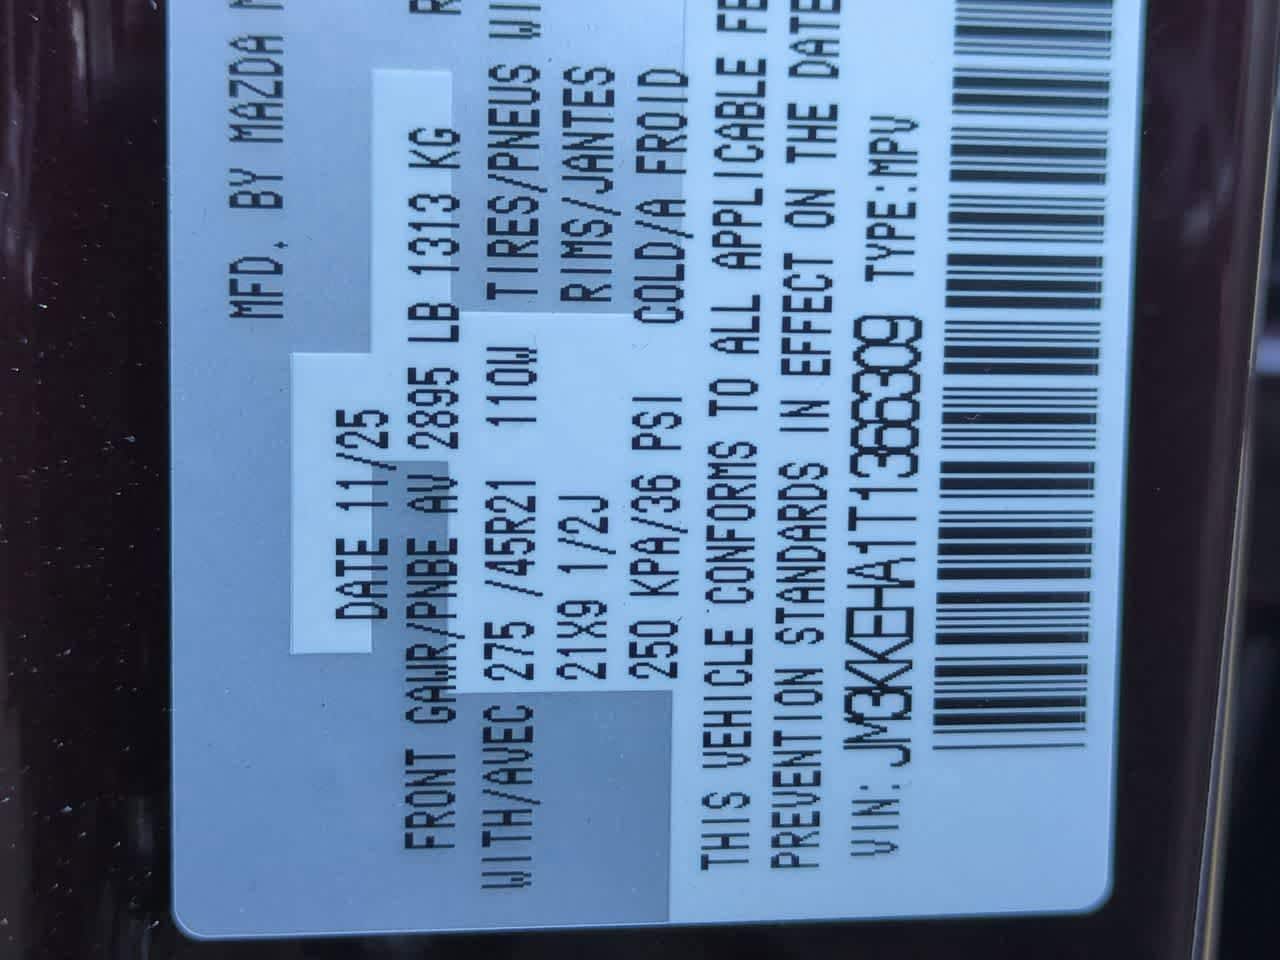 MFD. BY MAZDA
DATE 11/25
FRONT GAWR/PNBE AV 2895 LB 1313 KG
WITH/AVEC 275 /45R21 110W TIRES/PNEUS
21X9 1/2J RIMS/JANTES
250 KPA/36 PSI COLD/A FROID
THIS VEHICLE CONFORMS TO ALL APPLICABLE FE
PREVENTION STANDARDS IN EFFECT ON THE DATE
VIN: JM3KKEHA1T1366309 TYPE:MPV